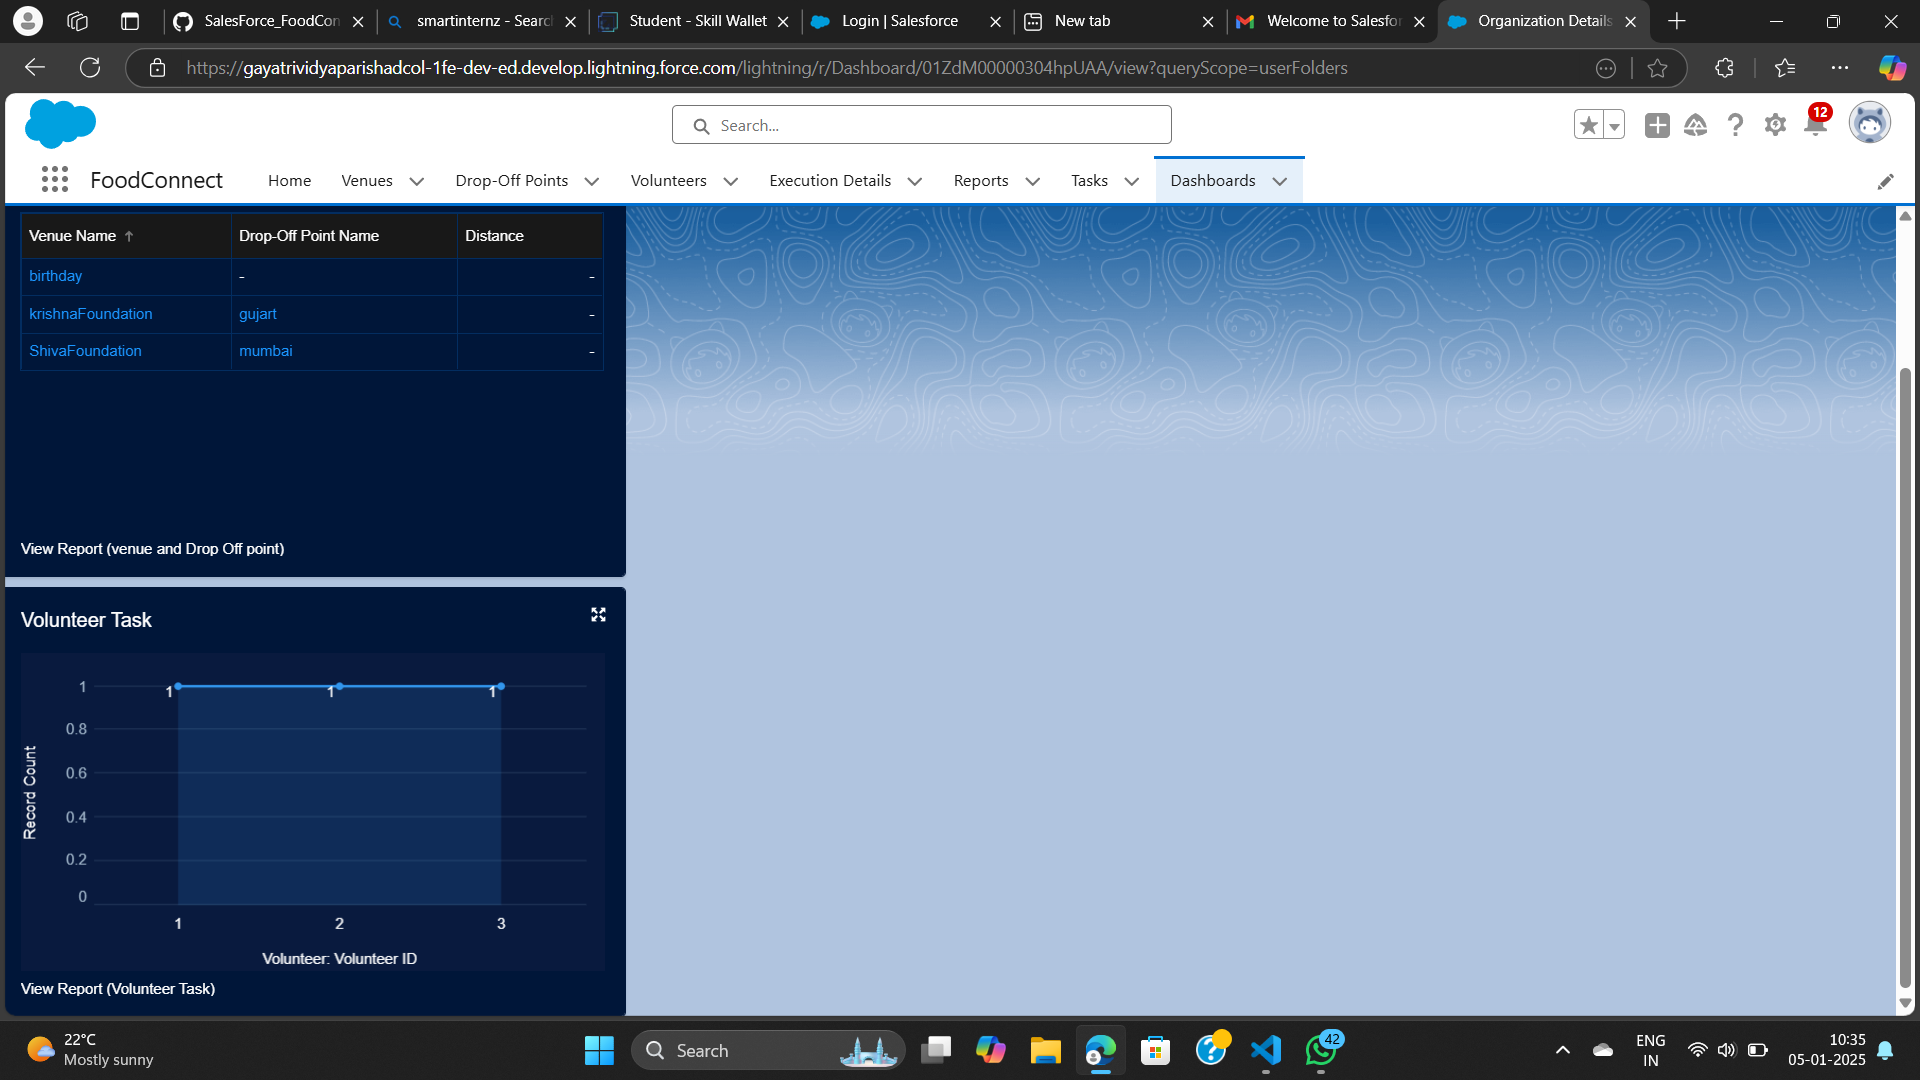 SalesForce_FoodCon
smartinternz - Search
Student - Skill Wallet
Login | Salesforce
New tab
Welcome to Salesfor
Organization Details
https://gayatrividyaparishadcol-1fe-dev-ed.develop.lightning.force.com/lightning/r/Dashboard/01ZdM00000304hpUAA/view?queryScope=userFolders
Search...
12
FoodConnect
Home
Venues
Drop-Off Points
Volunteers
Execution Details
Reports
Tasks
Dashboards
Venue Name ↑ Drop-Off Point Name Distance
birthday - -
krishnaFoundation gujart -
ShivaFoundation mumbai -
View Report (venue and Drop Off point)
Volunteer Task
Record Count
1
0.8
0.6
0.4
0.2
0
1 1 1
1 2 3
Volunteer: Volunteer ID
View Report (Volunteer Task)
22°C
Mostly sunny
Search
42
ENG
IN
10:35
05-01-2025